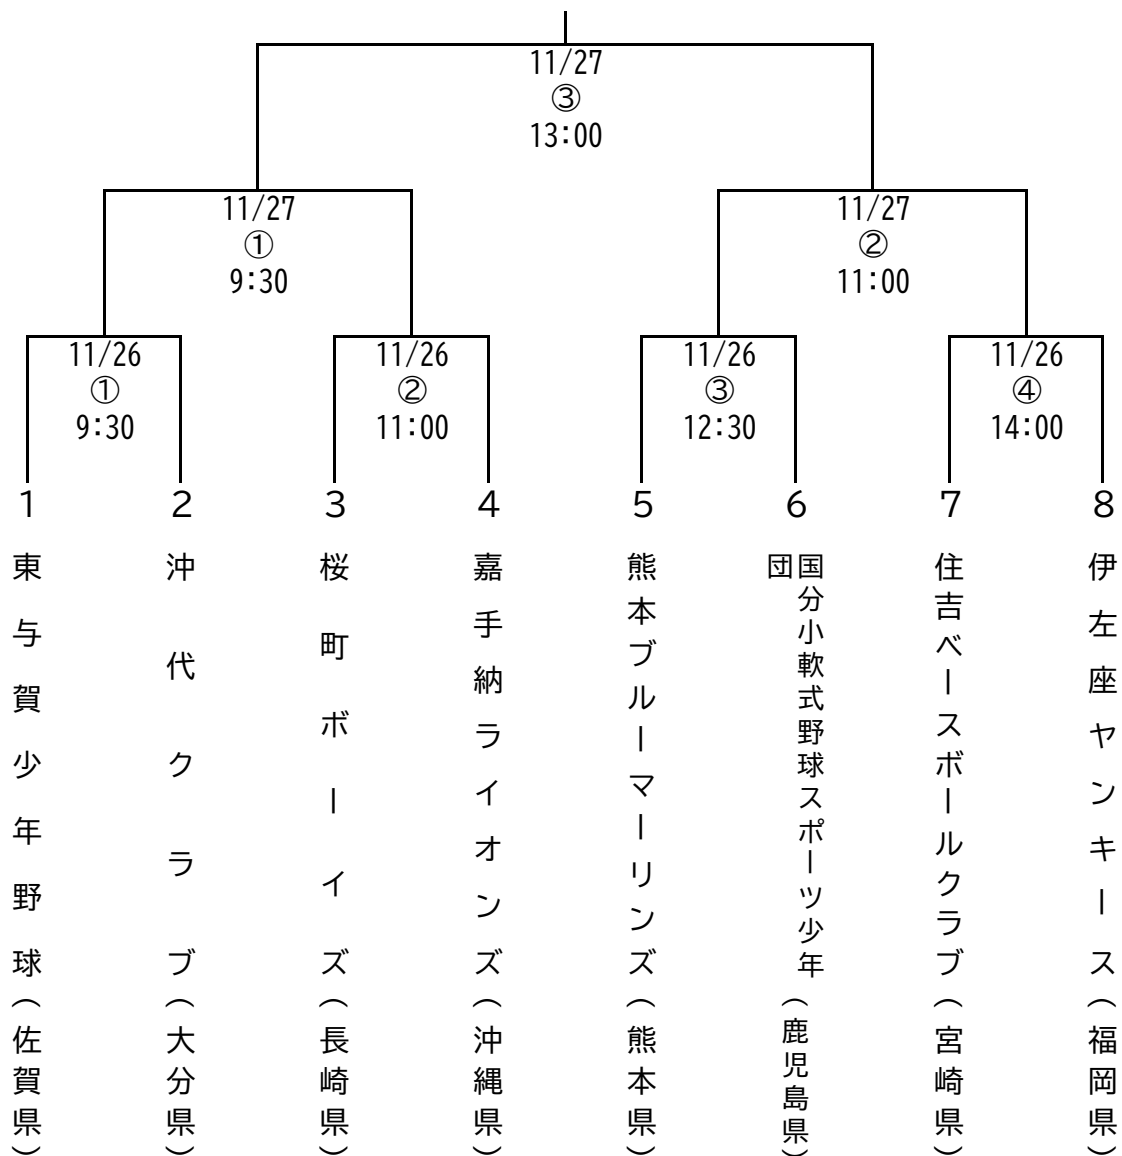 11/27
③
13:00
11/27
①
9:30
11/27
②
11:00
11/26
①
9:30
11/26
②
11:00
11/26
③
12:30
11/26
④
14:00
1
2
3
4
5
6
7
8
東与賀少年野球(佐賀県)
沖代クラブ(大分県)
桜町ボーイズ(長崎県)
嘉手納ライオンズ(沖縄県)
熊本ブルーマーリンズ(熊本県)
国分小軟式野球スポーツ少年
団
(鹿児島県)
住吉ベースボールクラブ(宮崎県)
伊左座ヤンキース(福岡県)